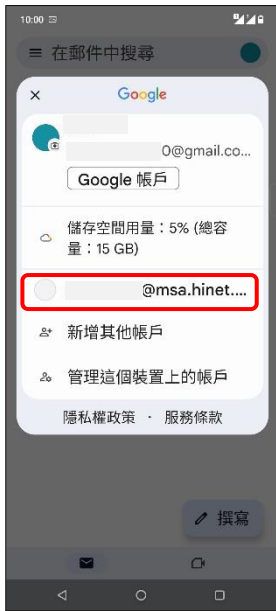 10:00
在郵件中搜尋
Google
0@gmail.co...
Google 帳戶
儲存空間用量：5% (總容
量：15 GB)
@msa.hinet....
新增其他帳戶
管理這個裝置上的帳戶
隱私權政策 · 服務條款
撰寫